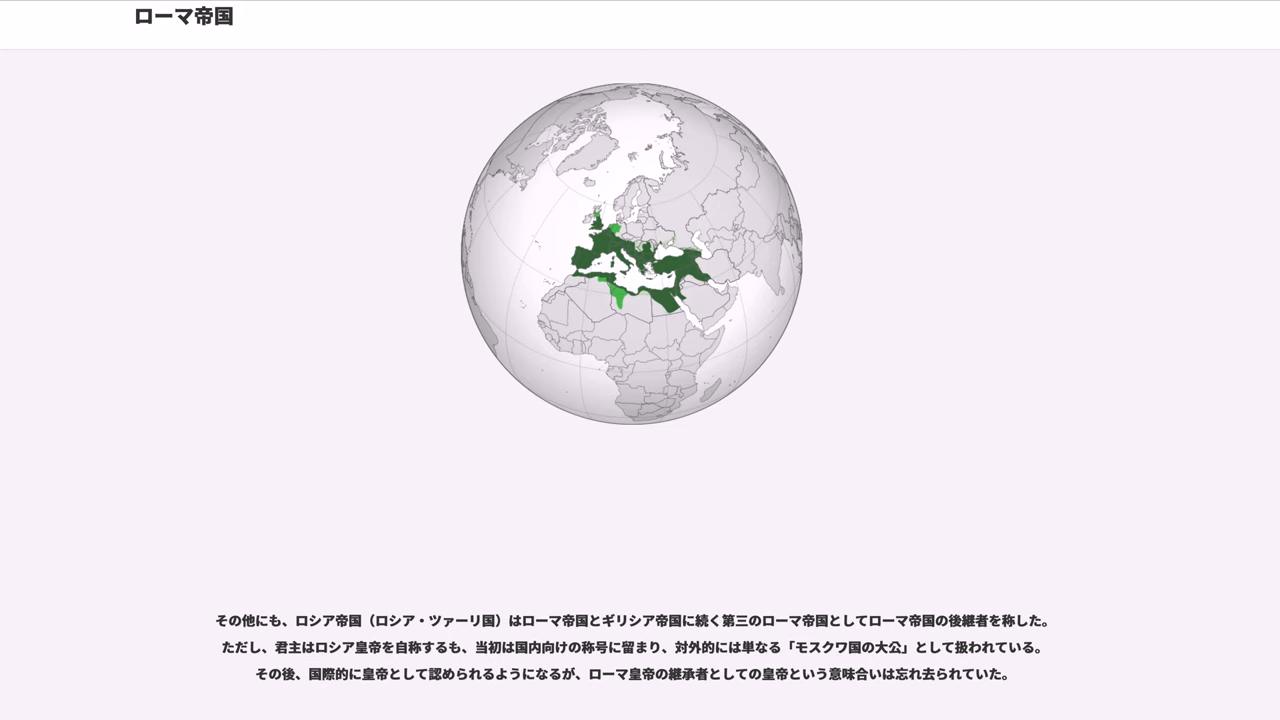 ローマ帝国
その他にも、ロシア帝国（ロシア・ツァーリ国）はローマ帝国とギリシア帝国に続く第三のローマ帝国としてローマ帝国の後継者を称した。
ただし、君主はロシア皇帝を自称するも、当初は国内向けの称号に留まり、対外的には単なる「モスクワ国の大公」として扱われている。
その後、国際的に皇帝として認められるようになるが、ローマ皇帝の継承者としての皇帝という意味合いは忘れ去られていた。